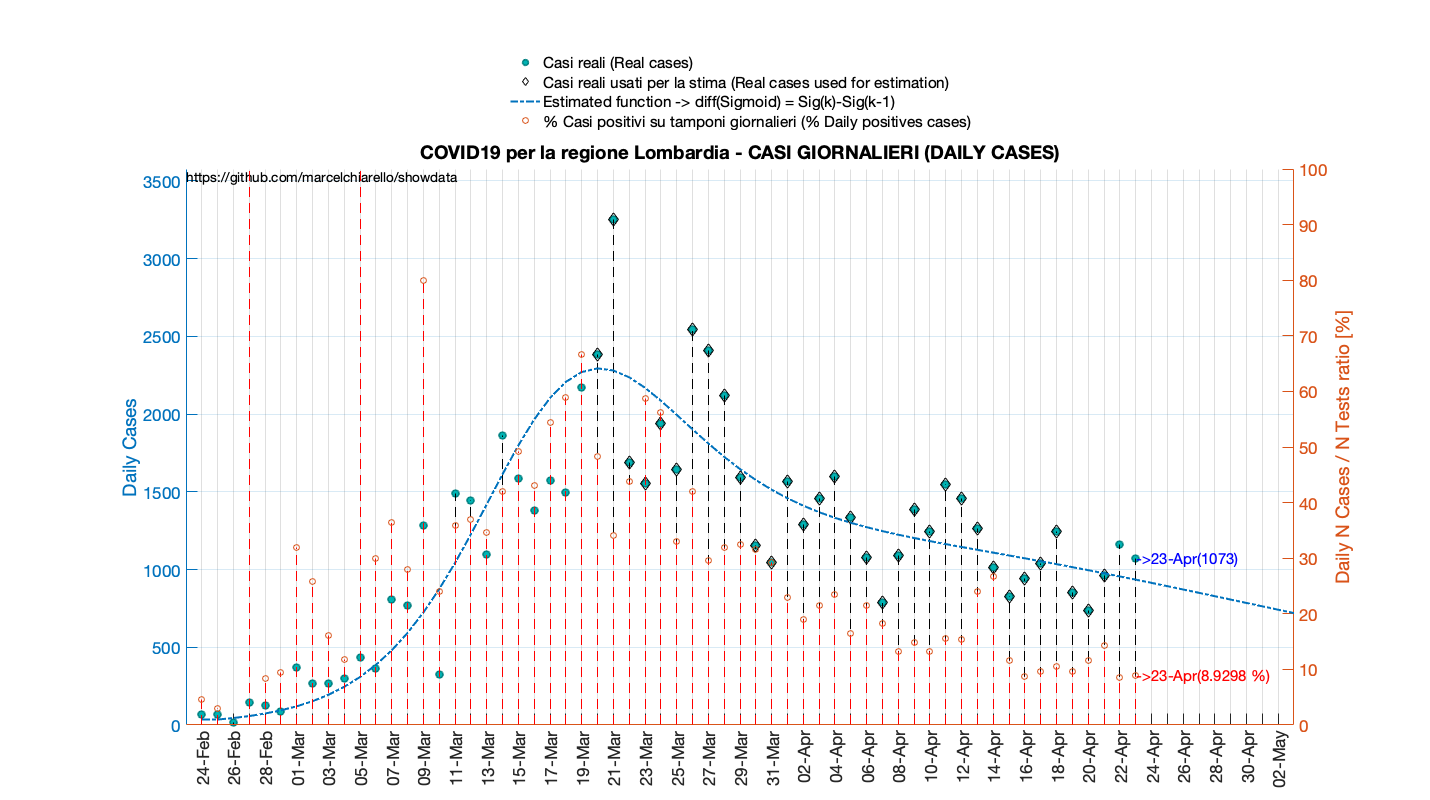 Casi reali (Real cases)
Casi reali usati per la stima (Real cases used for estimation)
Estimated function -> diff(Sigmoid) = Sig(k)-Sig(k-1)
% Casi positivi su tamponi giornalieri (% Daily positives cases)
COVID19 per la regione Lombardia - CASI GIORNALIERI (DAILY CASES)
https://github.com/marcelchiarello/showdata
Daily Cases
3500
3000
2500
2000
1500
1000
500
0
100
90
80
70
60
50
40
30
20
10
0
Daily N Cases / N Tests ratio [%]
->23-Apr(1073)
->23-Apr(8.9298 %)
24-Feb
26-Feb
28-Feb
01-Mar
03-Mar
05-Mar
07-Mar
09-Mar
11-Mar
13-Mar
15-Mar
17-Mar
19-Mar
21-Mar
23-Mar
25-Mar
27-Mar
29-Mar
31-Mar
02-Apr
04-Apr
06-Apr
08-Apr
10-Apr
12-Apr
14-Apr
16-Apr
18-Apr
20-Apr
22-Apr
24-Apr
26-Apr
28-Apr
30-Apr
02-May